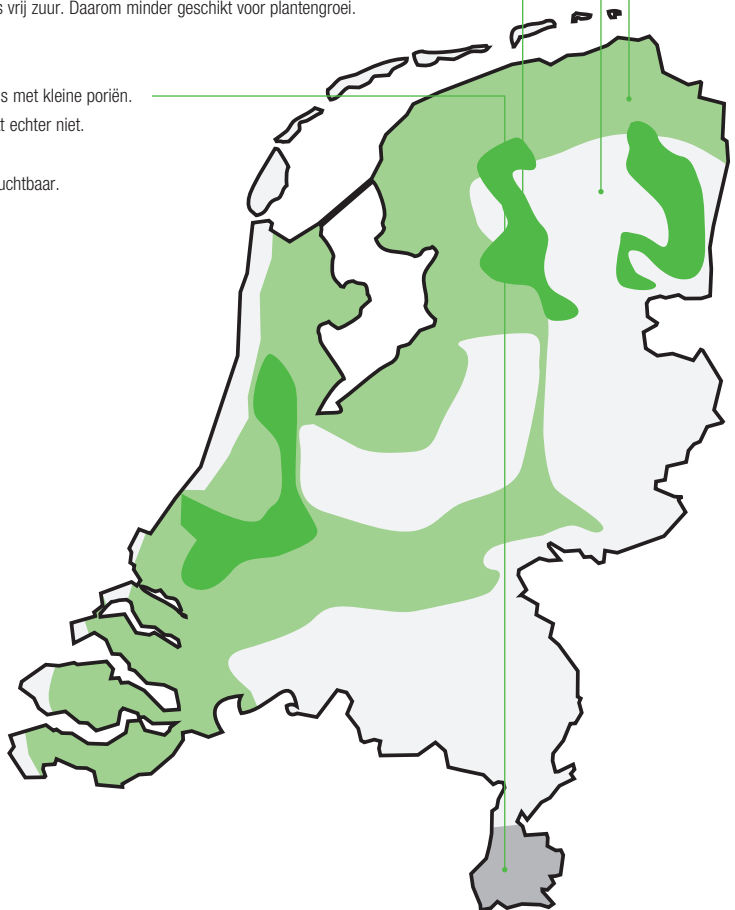 s vrij zuur. Daarom minder geschikt voor plantengroei.
s met kleine poriën.
t echter niet.
uchtbaar.